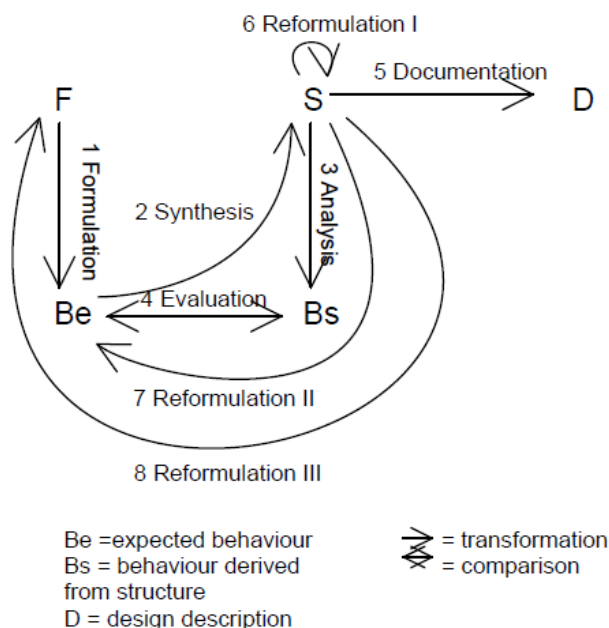 6 Reformulation I
5 Documentation
F
S
D
1 Formulation
2 Synthesis
3 Analysis
4 Evaluation
Be
Bs
7 Reformulation II
8 Reformulation III
Be =expected behaviour
Bs = behaviour derived
from structure
D = design description
= transformation
= comparison